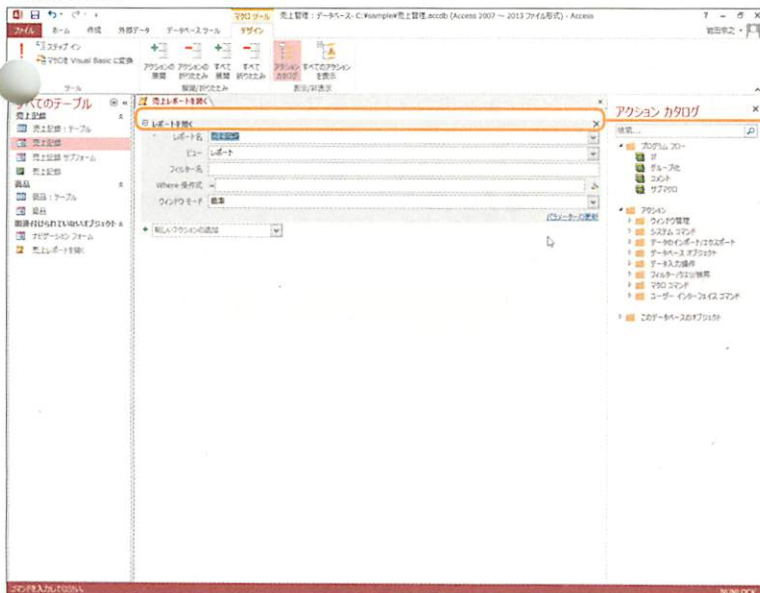 マクロ ツール
売上管理 : データベース- C:¥sample¥売上管理.accdb (Access 2007 ～ 2013 ファイル形式) - Access
ファイル ホーム 作成 外部データ データベース ツール デザイン
ステップ イン
マクロを Visual Basic に変換
アクションの展開 アクションの折りたたみ すべて展開 すべて折りたたみ アクションカタログ すべてのアクションを表示
ツール 展開/折りたたみ 表示/非表示
すべてのテーブル
売上記録
売上記録 : テーブル
売上記録
売上記録 サブフォーム
売上記録
商品
商品 : テーブル
商品
関連付けられていないオブジェクト
ナビゲーション フォーム
売上レポートを開く
売上レポートを開く
レポートを開く
レポート名
ビュー レポート
フィルター名
Where 条件式 =
ウィンドウ モード 標準
パラメーターの更新
新しいアクションの追加
アクション カタログ
検索...
プログラム フロー
If
グループ化
コメント
サブマクロ
アクション
ウィンドウ管理
システム コマンド
データのインポート/エクスポート
データベース オブジェクト
データ入力操作
フィルター/クエリ/検索
マクロ コマンド
ユーザー インターフェイス コマンド
このデータベースのオブジェクト
コマンドを入力してください。
NUMLOCK